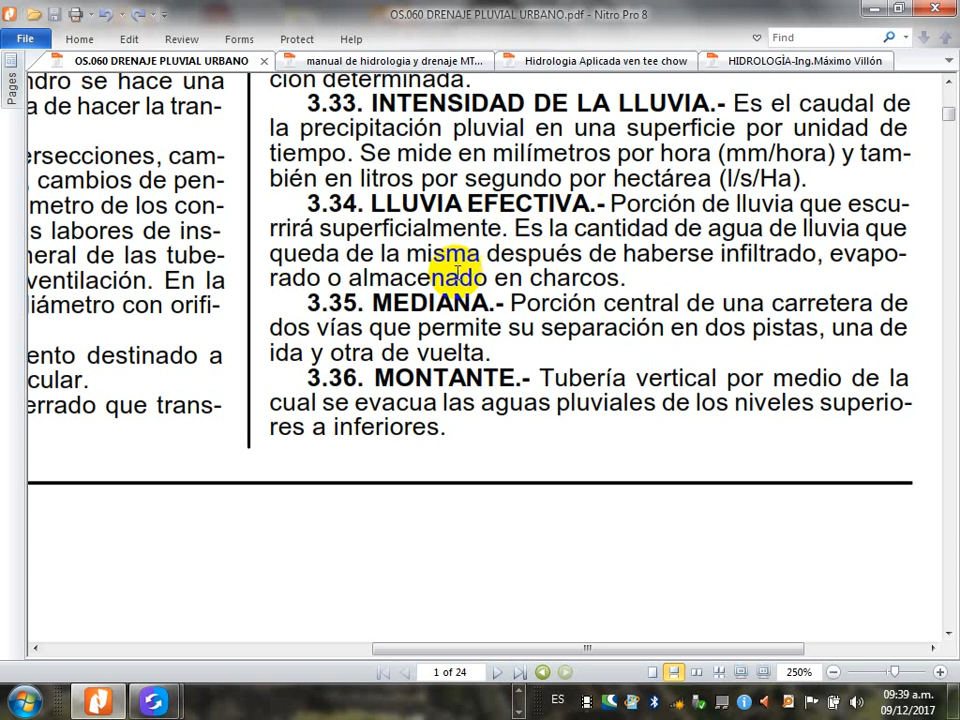 OS.060 DRENAJE PLUVIAL URBANO.pdf - Nitro Pro 8
File Home Edit Review Forms Protect Help Find
OS.060 DRENAJE PLUVIAL URBANO manual de hidrologia y drenaje MT... Hidrologia Aplicada ven tee chow HIDROLOGÌA-Ing.Máximo Villón
Pages
ndro se hace una
a de hacer la tran-
ersecciones, cam-
, cambios de pen-
metro de los con-
s labores de ins-
neral de las tube-
ventilación. En la
liámetro con orifi-
ento destinado a
cular.
errado que trans-
ción determinada.
3.33. INTENSIDAD DE LA LLUVIA.- Es el caudal de
la precipitación pluvial en una superficie por unidad de
tiempo. Se mide en milímetros por hora (mm/hora) y tam-
bién en litros por segundo por hectárea (l/s/Ha).
3.34. LLUVIA EFECTIVA.- Porción de lluvia que escu-
rrirá superficialmente. Es la cantidad de agua de lluvia que
queda de la misma después de haberse infiltrado, evapo-
rado o almacenado en charcos.
3.35. MEDIANA.- Porción central de una carretera de
dos vías que permite su separación en dos pistas, una de
ida y otra de vuelta.
3.36. MONTANTE.- Tubería vertical por medio de la
cual se evacua las aguas pluviales de los niveles superio-
res a inferiores.
1 of 24 250%
ES 09:39 a.m.
09/12/2017